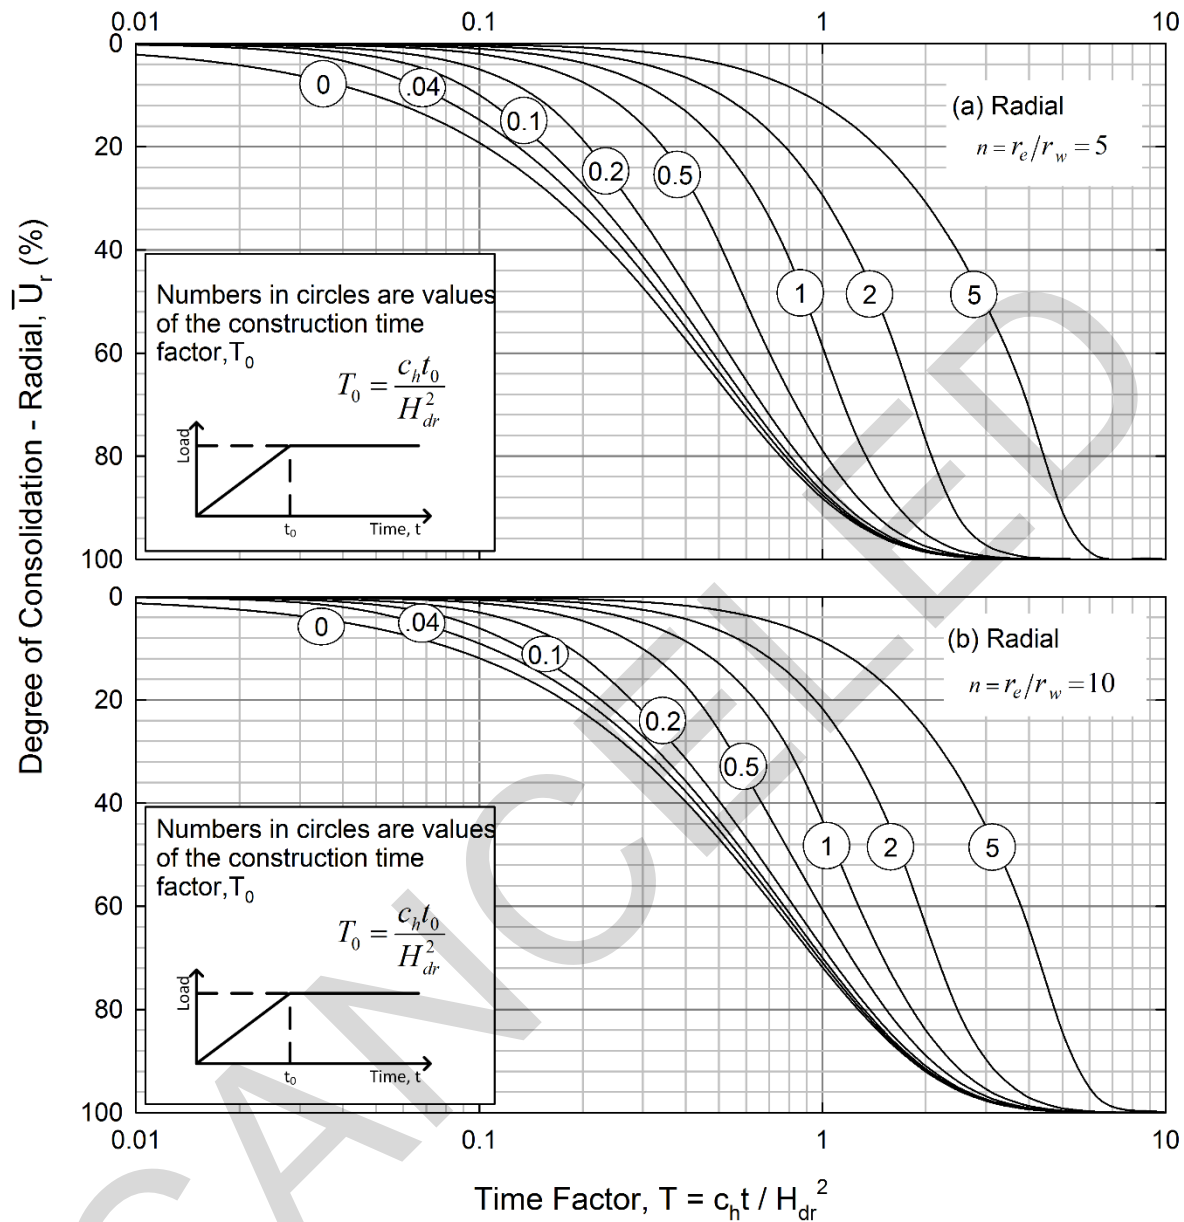 0.01 0.1 1 10
0
20
40
60
80
100
Degree of Consolidation - Radial, U̅r (%)
(a) Radial
n = re/rw = 5
0 .04 0.1 0.2 0.5 1 2 5
Numbers in circles are values
of the construction time
factor,T0
T0 = cht0 / H²dr
Load
t0 Time, t
0
20
40
60
80
100
(b) Radial
n = re/rw = 10
0 .04 0.1 0.2 0.5 1 2 5
Numbers in circles are values
of the construction time
factor,T0
T0 = cht0 / H²dr
Load
t0 Time, t
0.01 0.1 1 10
Time Factor, T = cht / Hdr²
CANCELED